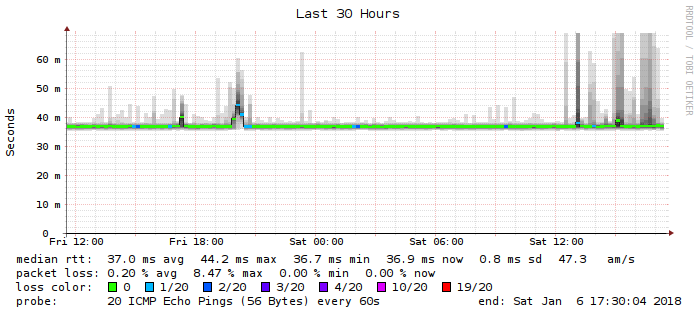 Last 30 Hours
RRDTOOL / TOBI OETIKER
Seconds
60 m
50 m
40 m
30 m
20 m
10 m
0
Fri 12:00 Fri 18:00 Sat 00:00 Sat 06:00 Sat 12:00
median rtt: 37.0 ms avg 44.2 ms max 36.7 ms min 36.9 ms now 0.8 ms sd 47.3 am/s
packet loss: 0.20 % avg 8.47 % max 0.00 % min 0.00 % now
loss color: 0 1/20 2/20 3/20 4/20 10/20 19/20
probe: 20 ICMP Echo Pings (56 Bytes) every 60s end: Sat Jan 6 17:30:04 2018